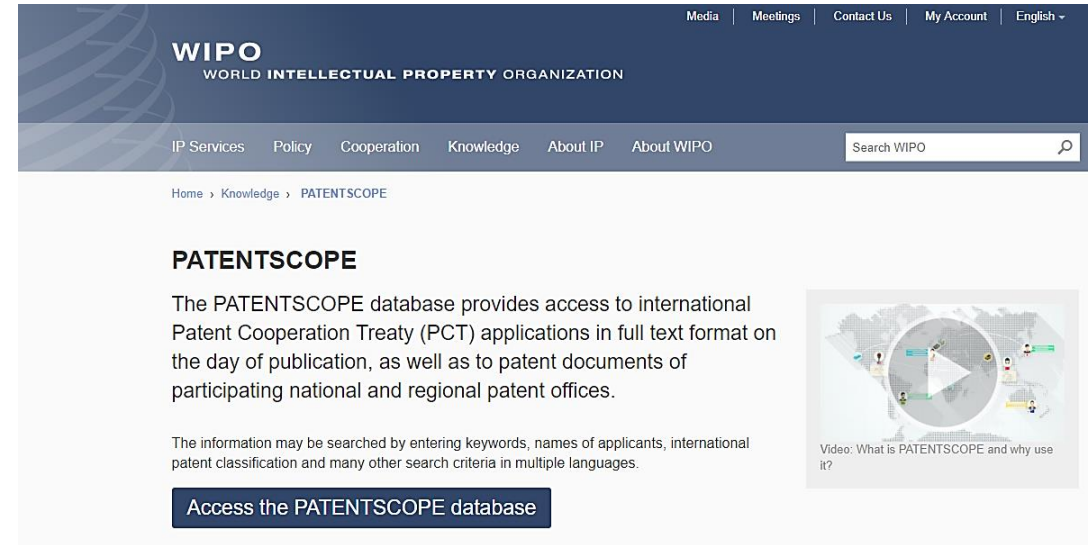 Media | Meetings | Contact Us | My Account | English
WIPO
WORLD INTELLECTUAL PROPERTY ORGANIZATION
IP Services Policy Cooperation Knowledge About IP About WIPO Search WIPO
Home › Knowledge › PATENTSCOPE
PATENTSCOPE
The PATENTSCOPE database provides access to international
Patent Cooperation Treaty (PCT) applications in full text format on
the day of publication, as well as to patent documents of
participating national and regional patent offices.
The information may be searched by entering keywords, names of applicants, international
patent classification and many other search criteria in multiple languages.
Video: What is PATENTSCOPE and why use
it?
Access the PATENTSCOPE database